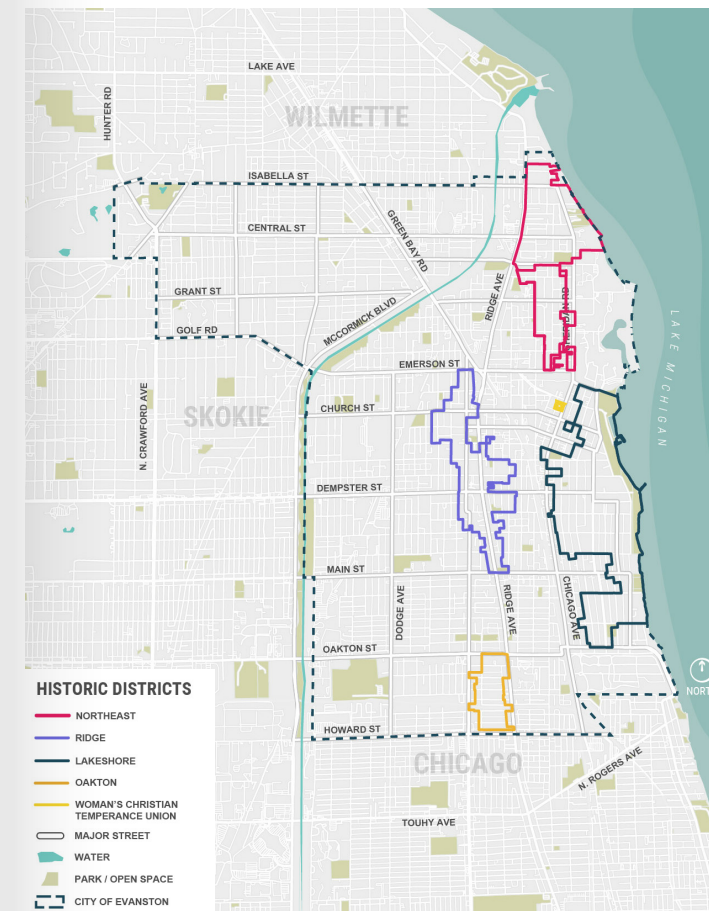 LAKE AVE
HUNTER RD
WILMETTE
ISABELLA ST
CENTRAL ST
GREEN BAY RD
GRANT ST
MCCORMICK BLVD
RIDGE AVE
SHERIDAN RD
GOLF RD
LAKE MICHIGAN
EMERSON ST
SKOKIE
CHURCH ST
N. CRAWFORD AVE
DEMPSTER ST
MAIN ST
DODGE AVE
RIDGE AVE
CHICAGO AVE
OAKTON ST
NORTH
HOWARD ST
CHICAGO
N. ROGERS AVE
TOUHY AVE
HISTORIC DISTRICTS
NORTHEAST
RIDGE
LAKESHORE
OAKTON
WOMAN'S CHRISTIAN
TEMPERANCE UNION
MAJOR STREET
WATER
PARK / OPEN SPACE
CITY OF EVANSTON